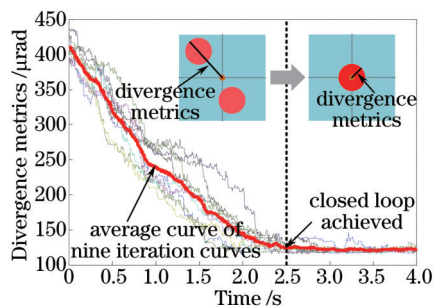 Divergence metrics /μrad
450
400
350
300
250
200
150
100
divergence
metrics
divergence
metrics
average curve of
nine iteration curves
closed loop
achieved
0 0.5 1.0 1.5 2.0 2.5 3.0 3.5 4.0
Time /s